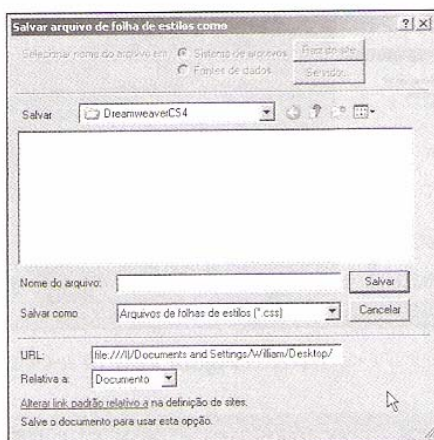 Salvar arquivo de folha de estilos como
Selecionar nome do arquivo em: Sistema de arquivos Raiz do site
Fontes de dados Servidor...
Salvar DreamweaverCS4
Nome do arquivo: Salvar
Salvar como Arquivos de folhas de estilos (*.css) Cancelar
URL: file:///I|/Documents and Settings/William/Desktop/
Relativa a: Documento
Alterar link padrão relativo a na definição de sites.
Salve o documento para usar esta opção.